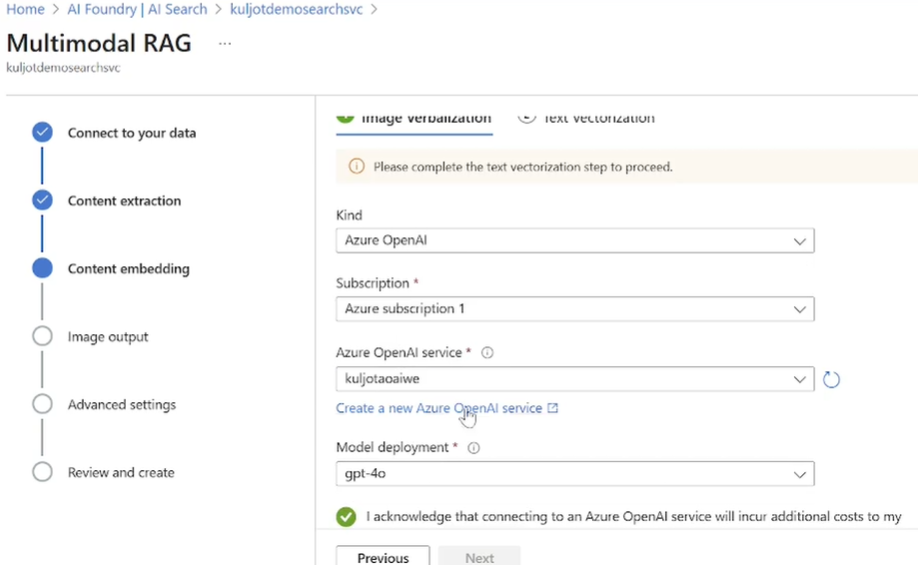 Home > AI Foundry | AI Search > kuljotdemosearchsvc >
Multimodal RAG ...
kuljotdemosearchsvc
Connect to your data
Content extraction
Content embedding
Image output
Advanced settings
Review and create
Image Verbalization
Text Vectorization
Please complete the text vectorization step to proceed.
Kind
Azure OpenAI
Subscription *
Azure subscription 1
Azure OpenAI service *
kuljotaoaiwe
Create a new Azure OpenAI service
Model deployment *
gpt-4o
I acknowledge that connecting to an Azure OpenAI service will incur additional costs to my
Previous
Next